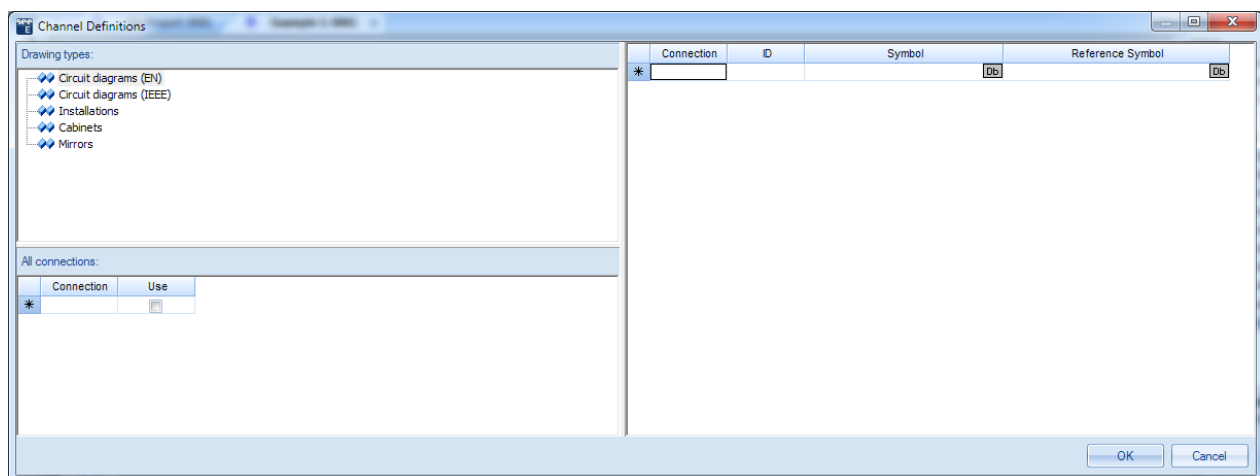 Channel Definitions
Drawing types:
Circuit diagrams (EN)
Circuit diagrams (IEEE)
Installations
Cabinets
Mirrors
All connections:
Connection Use
*
Connection ID Symbol Reference Symbol
* Db Db
OK Cancel